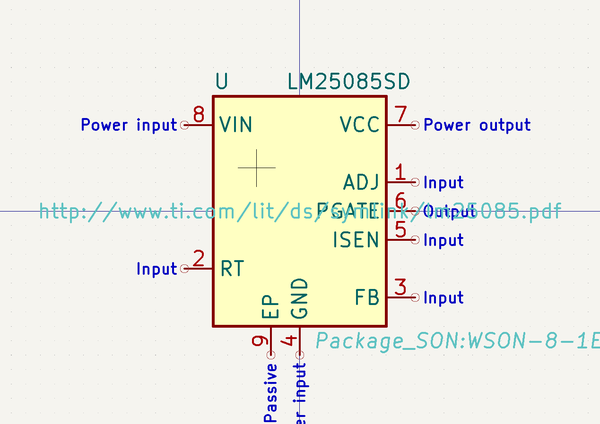 U LM25085SD
Power input 8 VIN VCC 7 Power output
ADJ 1 Input
PGATE 6 Output
http://www.ti.com/lit/ds/symlink/lm25085.pdf
ISEN 5 Input
Input 2 RT
FB 3 Input
EP 9 Passive
GND 4 er input
Package_SON:WSON-8-1E